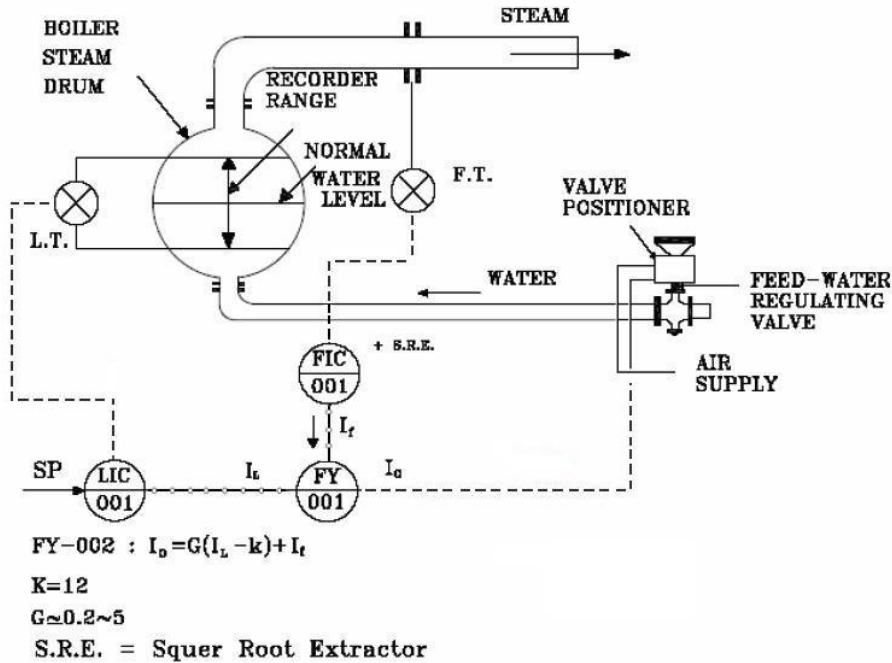 BOILER
STEAM
DRUM
STEAM
RECORDER
RANGE
NORMAL
WATER
LEVEL
F.T.
L.T.
VALVE
POSITIONER
WATER
FEED-WATER
REGULATING
VALVE
AIR
SUPPLY
FIC
001
+ S.R.E.
If
SP
LIC
001
IL
FY
001
Io
FY-002 : Io=G(IL-k)+If
K=12
G≃0.2~5
S.R.E. = Squer Root Extractor